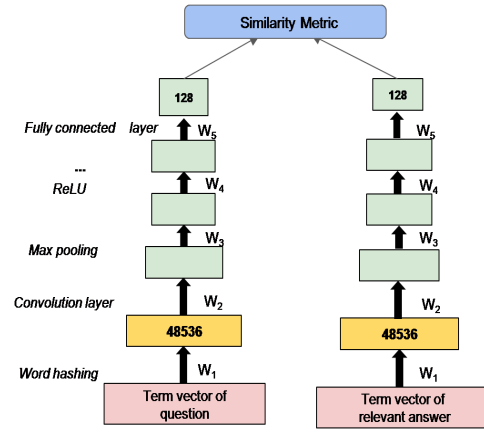 Similarity Metric
128 128
Fully connected layer W5 W5
...
ReLU W4 W4
Max pooling W3 W3
Convolution layer W2 W2
48536 48536
Word hashing W1 W1
Term vector of question
Term vector of relevant answer